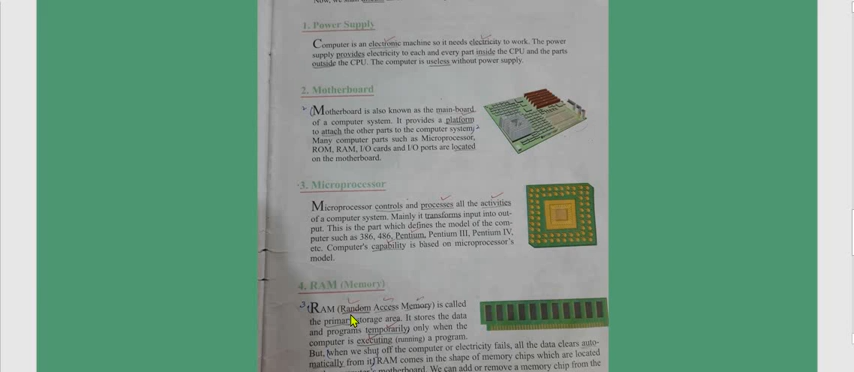 1. Power Supply
Computer is an electronic machine so it needs electricity to work. The power
supply provides electricity to each and every part inside the CPU and the parts
outside the CPU. The computer is useless without power supply.
2. Motherboard
Motherboard is also known as the main-board
of a computer system. It provides a platform
to attach the other parts to the computer system.
Many computer parts such as Microprocessor,
ROM, RAM, I/O cards and I/O ports are located
on the motherboard.
3. Microprocessor
Microprocessor controls and processes all the activities
of a computer system. Mainly it transforms input into out-
put. This is the part which defines the model of the com-
puter such as 386, 486, Pentium, Pentium III, Pentium IV,
etc. Computer's capability is based on microprocessor's
model.
4. RAM (Memory)
RAM (Random Access Memory) is called
the primary storage area. It stores the data
and programs temporarily only when the
computer is executing (running) a program.
But, when we shut off the computer or electricity fails, all the data clears auto-
matically from it. RAM comes in the shape of memory chips which are located
motherboard. We can add or remove a memory chip from the